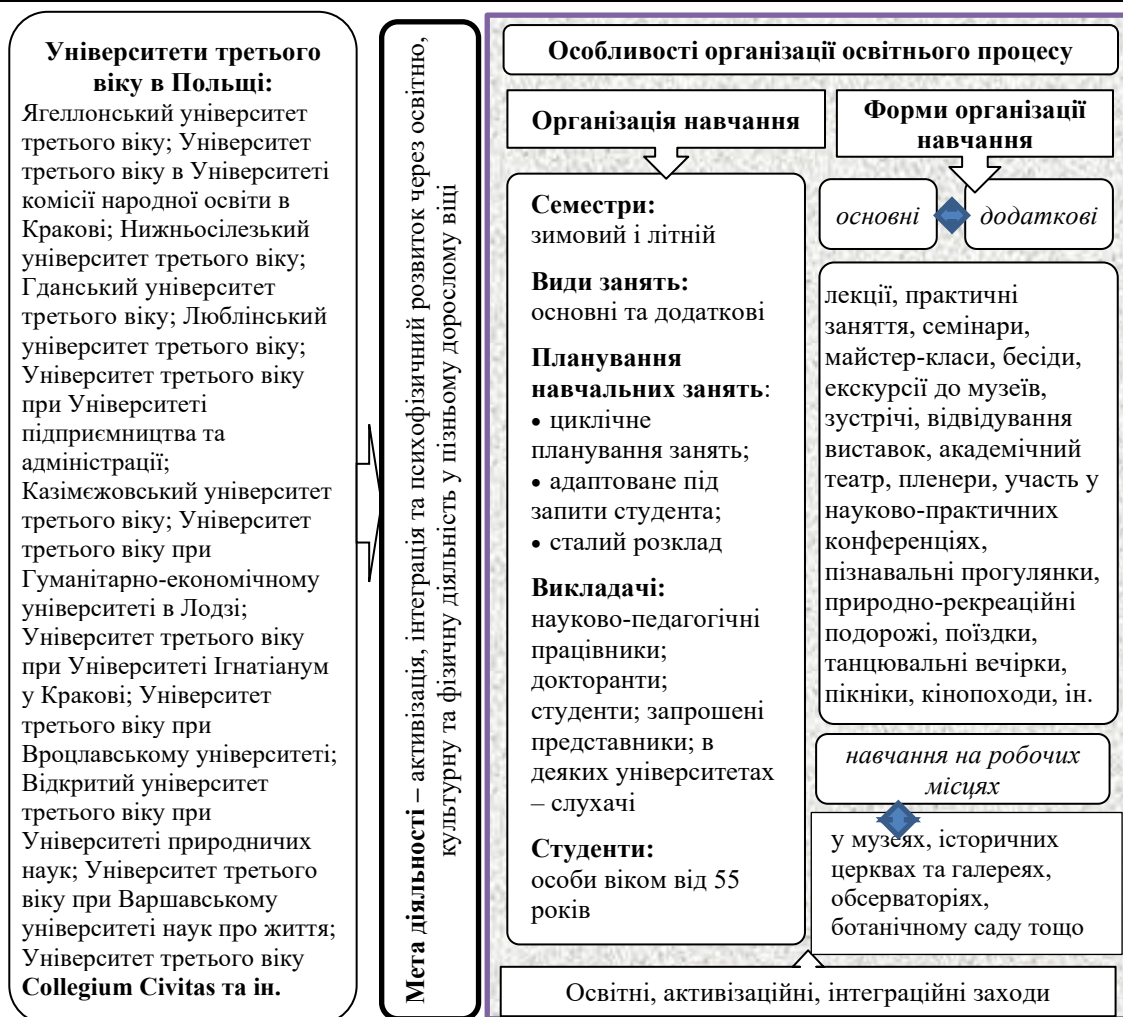 Університети третього
віку в Польщі:
Ягеллонський університет
третього віку; Університет
третього віку в Університеті
комісії народної освіти в
Кракові; Нижньосілезький
університет третього віку;
Гданський університет
третього віку; Люблінський
університет третього віку;
Університет третього віку
при Університеті
підприємництва та
адміністрації;
Казімєжовський університет
третього віку; Університет
третього віку при
Гуманітарно-економічному
університеті в Лодзі;
Університет третього віку
при Університеті Ігнатіанум
у Кракові; Університет
третього віку при
Вроцлавському університеті;
Відкритий університет
третього віку при
Університеті природничих
наук; Університет третього
віку при Варшавському
університеті наук про життя;
Університет третього віку
Collegium Civitas та ін.
Мета діяльності – активізація, інтеграція та психофізичний розвиток через освітню,
культурну та фізичну діяльність у пізньому дорослому віці
Особливості організації освітнього процесу
Організація навчання
Семестри:
зимовий і літній
Види занять:
основні та додаткові
Планування
навчальних занять:
• циклічне
планування занять;
• адаптоване під
запити студента;
• сталий розклад
Викладачі:
науково-педагогічні
працівники;
докторанти;
студенти; запрошені
представники; в
деяких університетах
– слухачі
Студенти:
особи віком від 55
років
Форми організації
навчання
основні
додаткові
лекції, практичні
заняття, семінари,
майстер-класи, бесіди,
екскурсії до музеїв,
зустрічі, відвідування
виставок, академічний
театр, пленери, участь у
науково-практичних
конференціях,
пізнавальні прогулянки,
природно-рекреаційні
подорожі, поїздки,
танцювальні вечірки,
пікніки, кінопоходи, ін.
навчання на робочих
місцях
у музеях, історичних
церквах та галереях,
обсерваторіях,
ботанічному саду тощо
Освітні, активізаційні, інтеграційні заходи